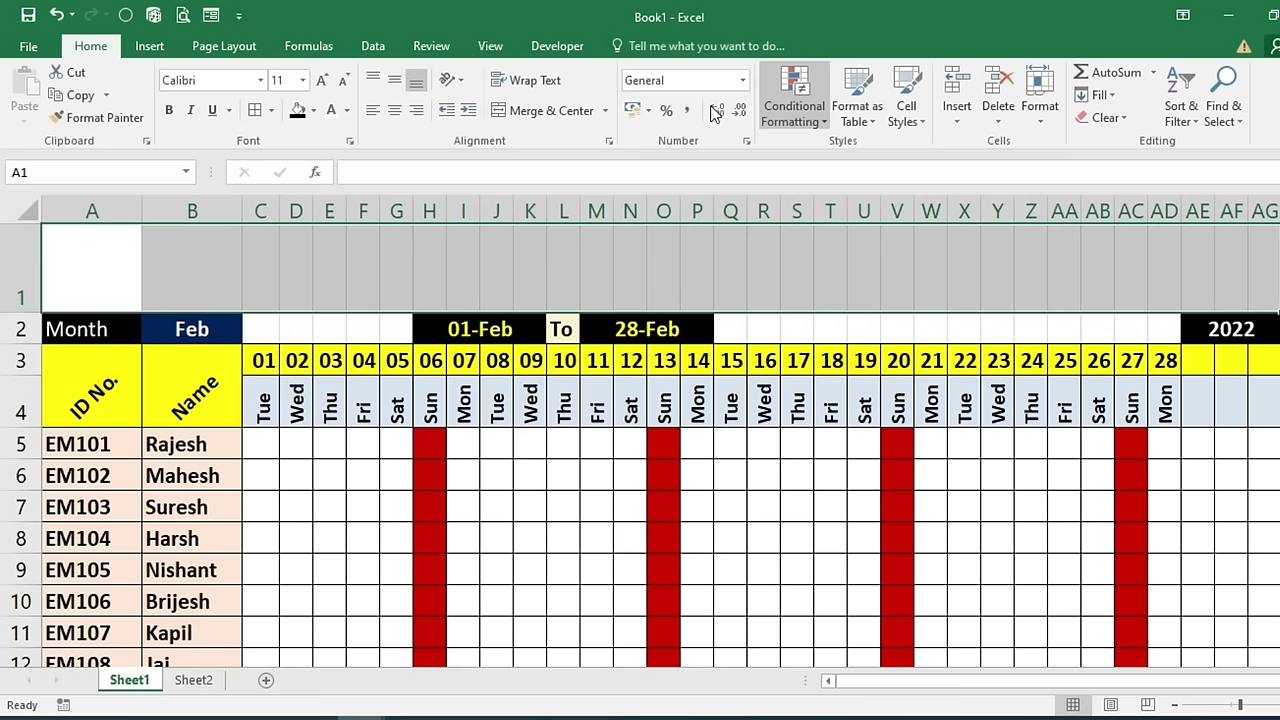 Book1 - Excel
File Home Insert Page Layout Formulas Data Review View Developer Tell me what you want to do...
Paste
Cut
Copy
Format Painter
Clipboard
Calibri 11
B I U
Font
Wrap Text
Merge & Center
Alignment
General
%
Number
Conditional Formatting
Format as Table
Cell Styles
Styles
Insert Delete Format
Cells
AutoSum
Fill
Clear
Sort & Filter
Find & Select
Editing
A1
fx
A B C D E F G H I J K L M N O P Q R S T U V W X Y Z AA AB AC AD AE AF AG
1
2 Month Feb 01-Feb To 28-Feb 2022
3 01 02 03 04 05 06 07 08 09 10 11 12 13 14 15 16 17 18 19 20 21 22 23 24 25 26 27 28
4 ID No. Name Tue Wed Thu Fri Sat Sun Mon Tue Wed Thu Fri Sat Sun Mon Tue Wed Thu Fri Sat Sun Mon Tue Wed Thu Fri Sat Sun Mon
5 EM101 Rajesh
6 EM102 Mahesh
7 EM103 Suresh
8 EM104 Harsh
9 EM105 Nishant
10 EM106 Brijesh
11 EM107 Kapil
12 EM108 Jai
Sheet1 Sheet2
Ready